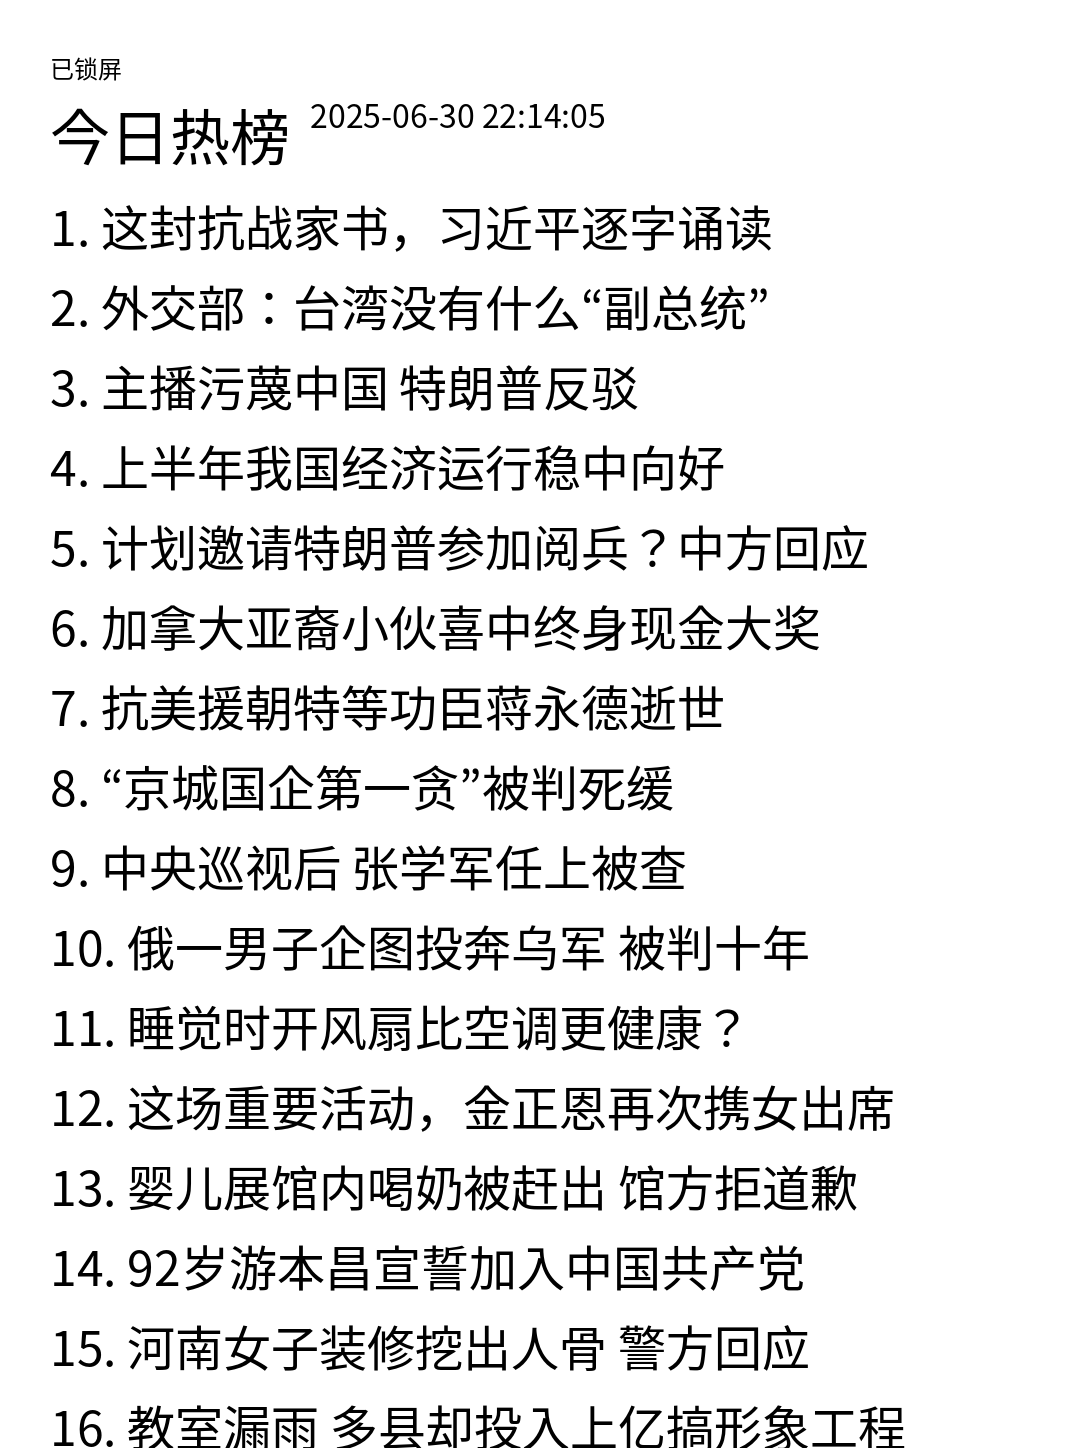 已锁屏
今日热榜 2025-06-30 22:14:05
1. 这封抗战家书，习近平逐字诵读
2. 外交部：台湾没有什么“副总统”
3. 主播污蔑中国 特朗普反驳
4. 上半年我国经济运行稳中向好
5. 计划邀请特朗普参加阅兵？中方回应
6. 加拿大亚裔小伙喜中终身现金大奖
7. 抗美援朝特等功臣蒋永德逝世
8. “京城国企第一贪”被判死缓
9. 中央巡视后 张学军任上被查
10. 俄一男子企图投奔乌军 被判十年
11. 睡觉时开风扇比空调更健康？
12. 这场重要活动，金正恩再次携女出席
13. 婴儿展馆内喝奶被赶出 馆方拒道歉
14. 92岁游本昌宣誓加入中国共产党
15. 河南女子装修挖出人骨 警方回应
16. 教室漏雨 多县却投入上亿搞形象工程